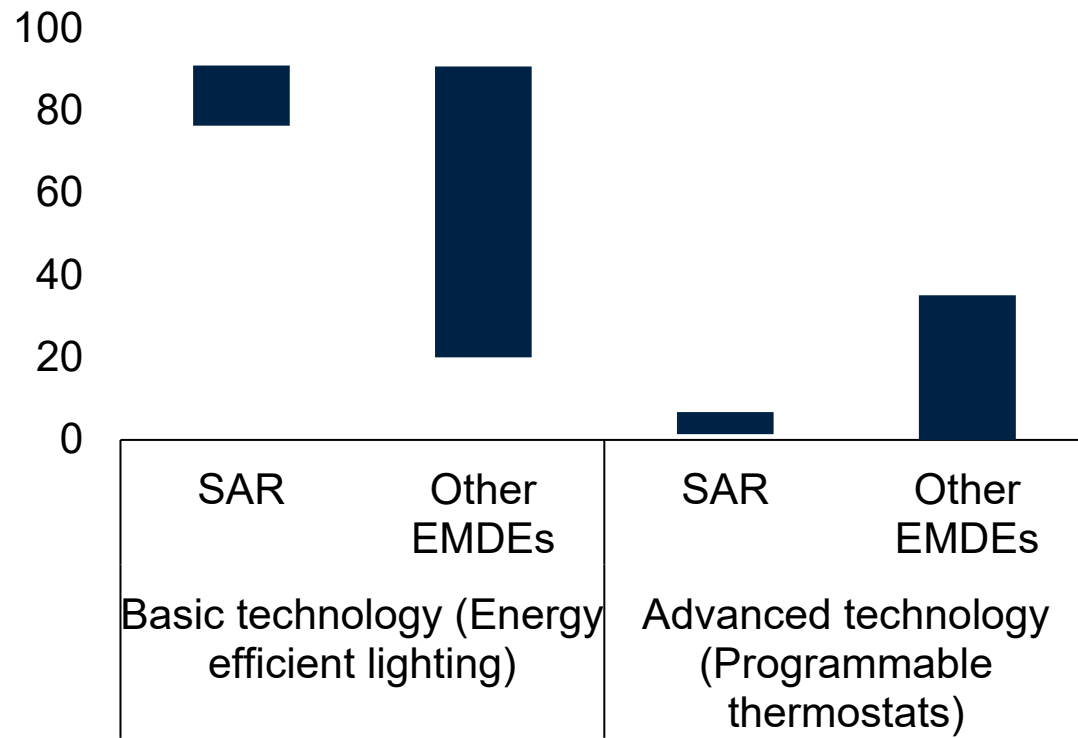 100
80
60
40
20
0
SAR
Other
EMDEs
SAR
Other
EMDEs
Basic technology (Energy
efficient lighting)
Advanced technology
(Programmable
thermostats)